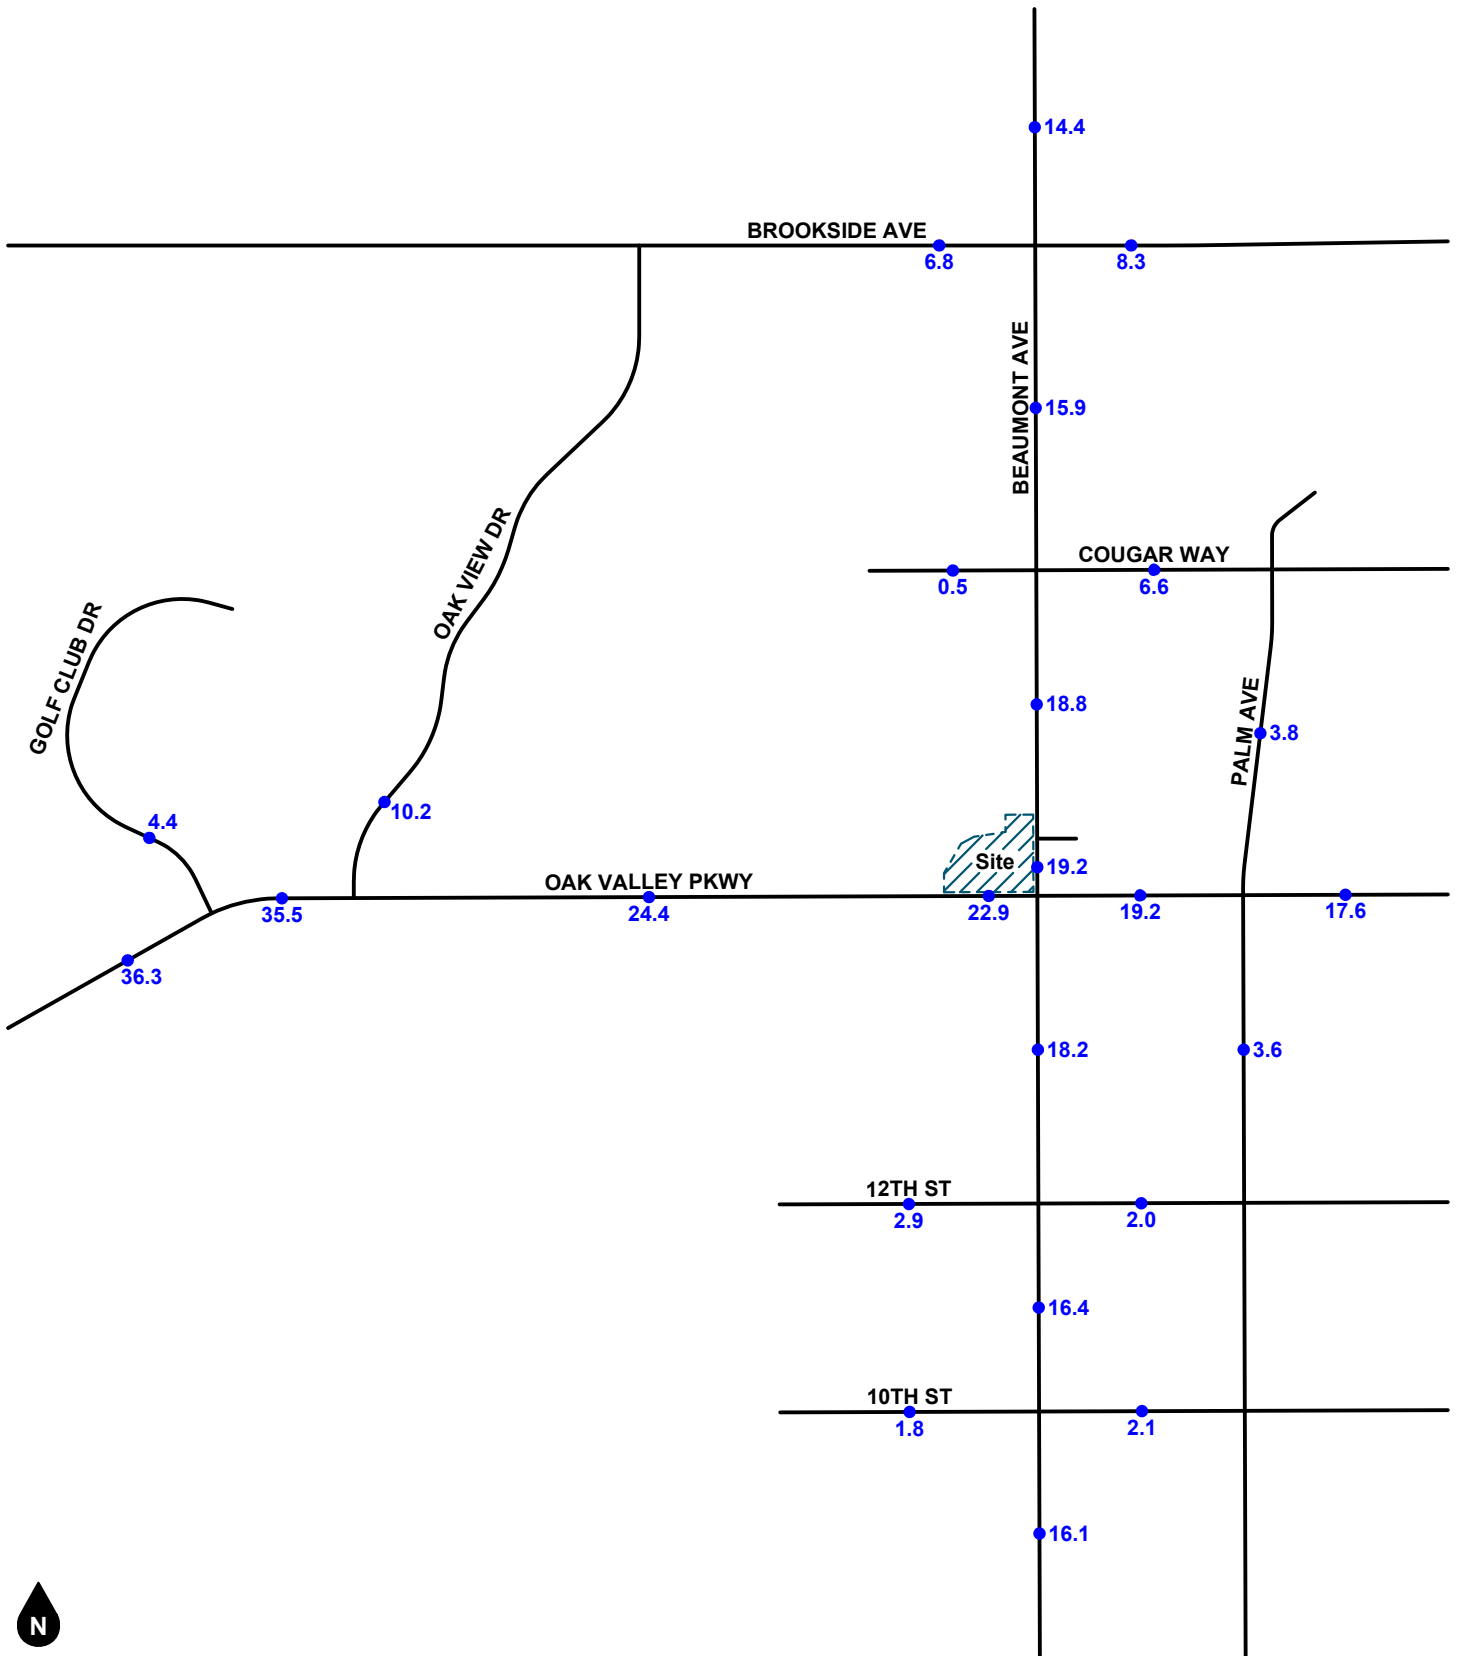 14.4
BROOKSIDE AVE
6.8
8.3
BEAUMONT AVE
15.9
COUGAR WAY
0.5
6.6
OAK VIEW DR
GOLF CLUB DR
18.8
PALM AVE
3.8
10.2
4.4
Site
19.2
OAK VALLEY PKWY
35.5
24.4
22.9
19.2
17.6
36.3
18.2
3.6
12TH ST
2.9
2.0
16.4
10TH ST
1.8
2.1
16.1
N